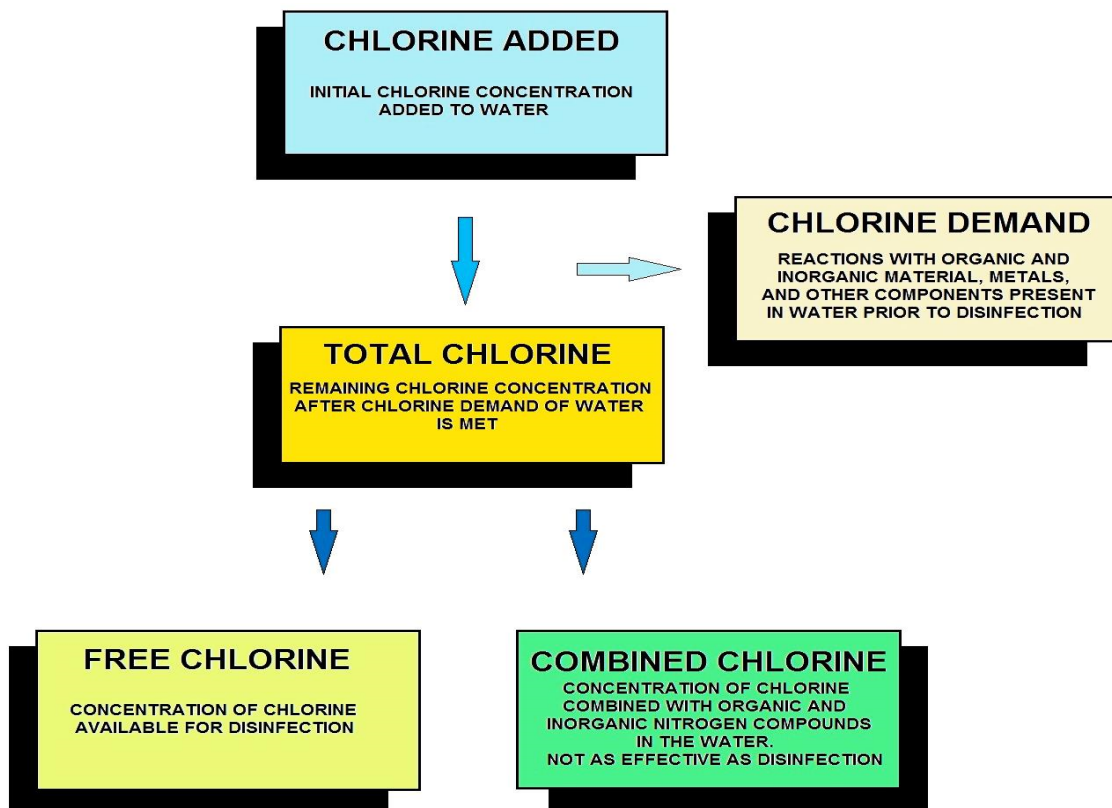 CHLORINE ADDED
INITIAL CHLORINE CONCENTRATION
ADDED TO WATER
CHLORINE DEMAND
REACTIONS WITH ORGANIC AND
INORGANIC MATERIAL, METALS,
AND OTHER COMPONENTS PRESENT
IN WATER PRIOR TO DISINFECTION
TOTAL CHLORINE
REMAINING CHLORINE CONCENTRATION
AFTER CHLORINE DEMAND OF WATER
IS MET
FREE CHLORINE
CONCENTRATION OF CHLORINE
AVAILABLE FOR DISINFECTION
COMBINED CHLORINE
CONCENTRATION OF CHLORINE
COMBINED WITH ORGANIC AND
INORGANIC NITROGEN COMPOUNDS
IN THE WATER.
NOT AS EFFECTIVE AS DISINFECTION